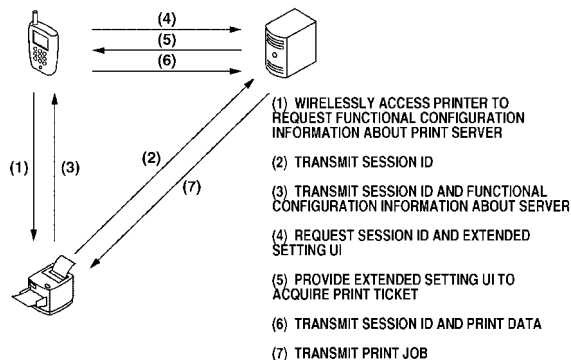 (4)
(5)
(6)
(1)
(3)
(2)
(7)
(1) WIRELESSLY ACCESS PRINTER TO
REQUEST FUNCTIONAL CONFIGURATION
INFORMATION ABOUT PRINT SERVER
(2) TRANSMIT SESSION ID
(3) TRANSMIT SESSION ID AND FUNCTIONAL
CONFIGURATION INFORMATION ABOUT SERVER
(4) REQUEST SESSION ID AND EXTENDED
SETTING UI
(5) PROVIDE EXTENDED SETTING UI TO
ACQUIRE PRINT TICKET
(6) TRANSMIT SESSION ID AND PRINT DATA
(7) TRANSMIT PRINT JOB